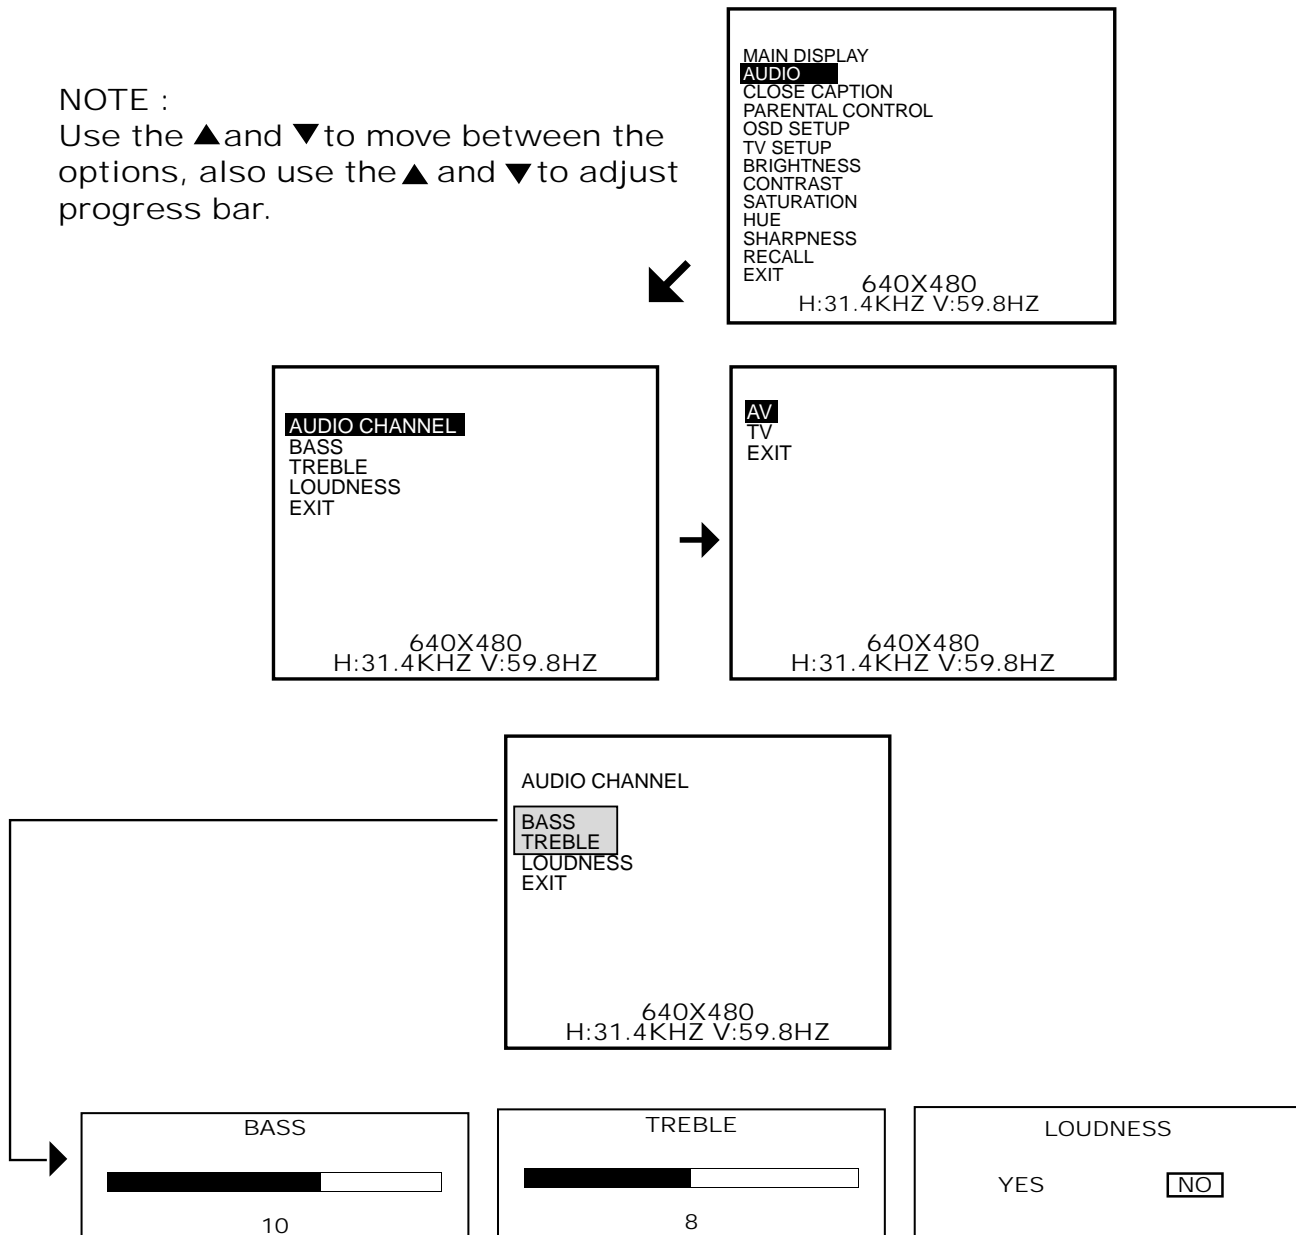 NOTE :
Use the ▲ and ▼ to move between the
options, also use the ▲ and ▼ to adjust
progress bar.
MAIN DISPLAY
AUDIO
CLOSE CAPTION
PARENTAL CONTROL
OSD SETUP
TV SETUP
BRIGHTNESS
CONTRAST
SATURATION
HUE
SHARPNESS
RECALL
EXIT
640X480
H:31.4KHZ V:59.8HZ
AUDIO CHANNEL
BASS
TREBLE
LOUDNESS
EXIT
640X480
H:31.4KHZ V:59.8HZ
AV
TV
EXIT
640X480
H:31.4KHZ V:59.8HZ
AUDIO CHANNEL
BASS
TREBLE
LOUDNESS
EXIT
640X480
H:31.4KHZ V:59.8HZ
BASS
10
TREBLE
8
LOUDNESS
YES NO